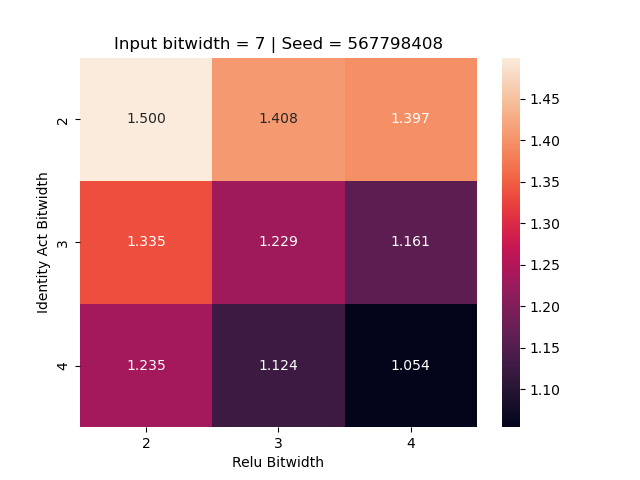 Input bitwidth = 7 | Seed = 567798408
Identity Act Bitwidth
2
1.500 1.408 1.397
3
1.335 1.229 1.161
4
1.235 1.124 1.054
2 3 4
Relu Bitwidth
1.45
1.40
1.35
1.30
1.25
1.20
1.15
1.10